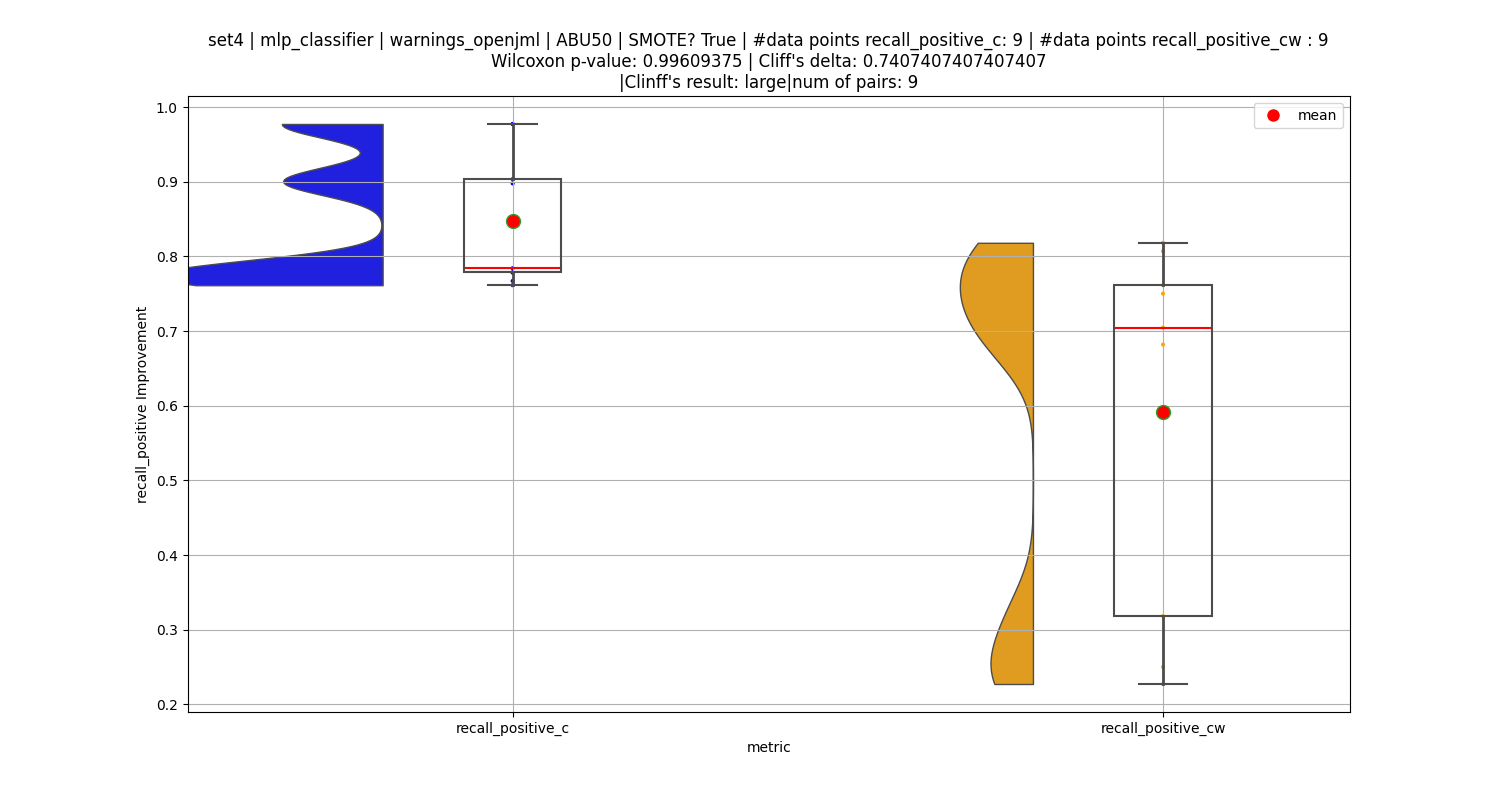 set4 | mlp_classifier | warnings_openjml | ABU50 | SMOTE? True | #data points recall_positive_c: 9 | #data points recall_positive_cw : 9
Wilcoxon p-value: 0.99609375 | Cliff's delta: 0.7407407407407407
|Clinff's result: large|num of pairs: 9
mean
1.0
0.9
0.8
0.7
0.6
0.5
0.4
0.3
0.2
recall_positive Improvement
recall_positive_c
recall_positive_cw
metric